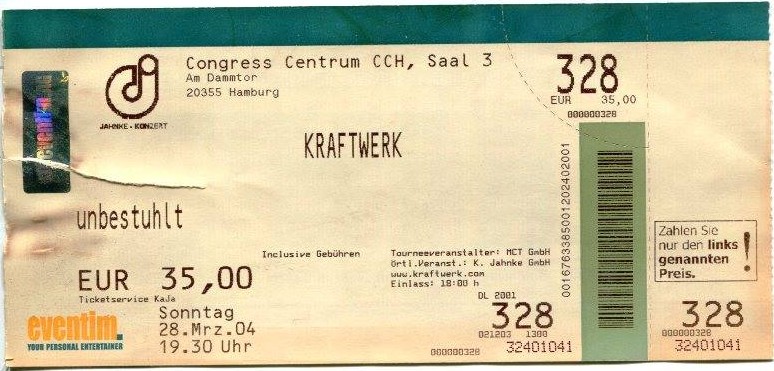 Congress Centrum CCH, Saal 3
Am Dammtor
20355 Hamburg
JAHNKE-KONZERT
328
EUR 35,00
000000328
eventim.
KRAFTWERK
unbestuhlt
0016763385001202402001
Inclusive Gebühren
Tourneeveranstalter: MCT GmbH
örtl.Veranst.: K. Jahnke GmbH
www.kraftwerk.com
Einlass: 18:00 h
Zahlen Sie
nur den links
genannten
Preis.
!
EUR 35,00
Ticketservice KaJa
Sonntag
28.Mrz.04
19.30 Uhr
eventim.
YOUR PERSONAL ENTERTAINER
DL 2001
328
021203 1300
000000328 32401041
328
000000328
32401041